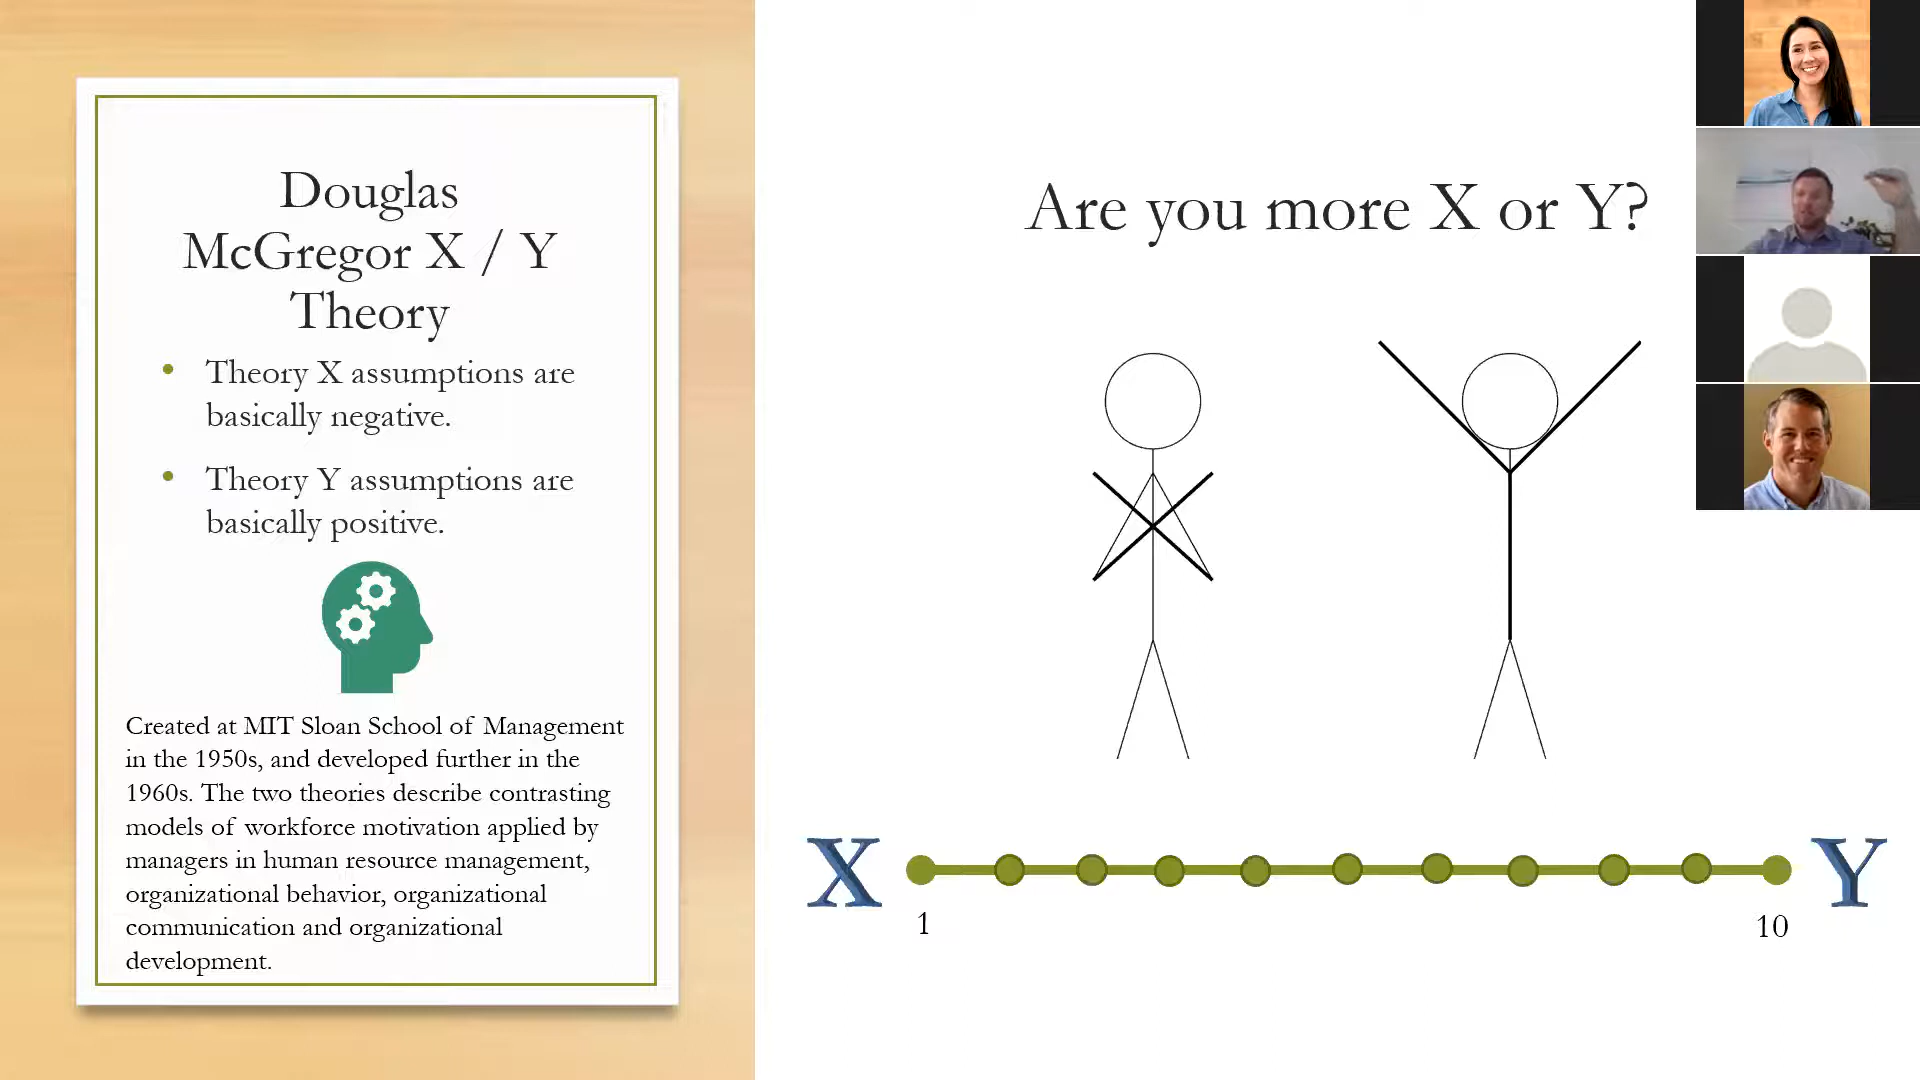 Douglas
McGregor X / Y
Theory
• Theory X assumptions are
basically negative.
• Theory Y assumptions are
basically positive.
Created at MIT Sloan School of Management
in the 1950s, and developed further in the
1960s. The two theories describe contrasting
models of workforce motivation applied by
managers in human resource management,
organizational behavior, organizational
communication and organizational
development.
Are you more X or Y?
X
Y
1
10